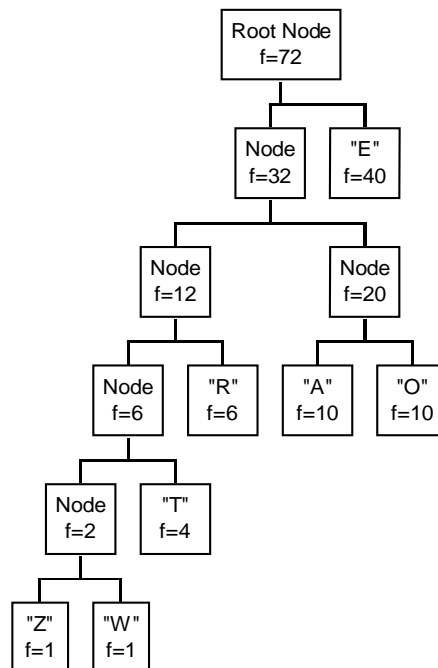 Root Node
f=72
Node
f=32
"E"
f=40
Node
f=12
Node
f=20
Node
f=6
"R"
f=6
"A"
f=10
"O"
f=10
Node
f=2
"T"
f=4
"Z"
f=1
"W"
f=1